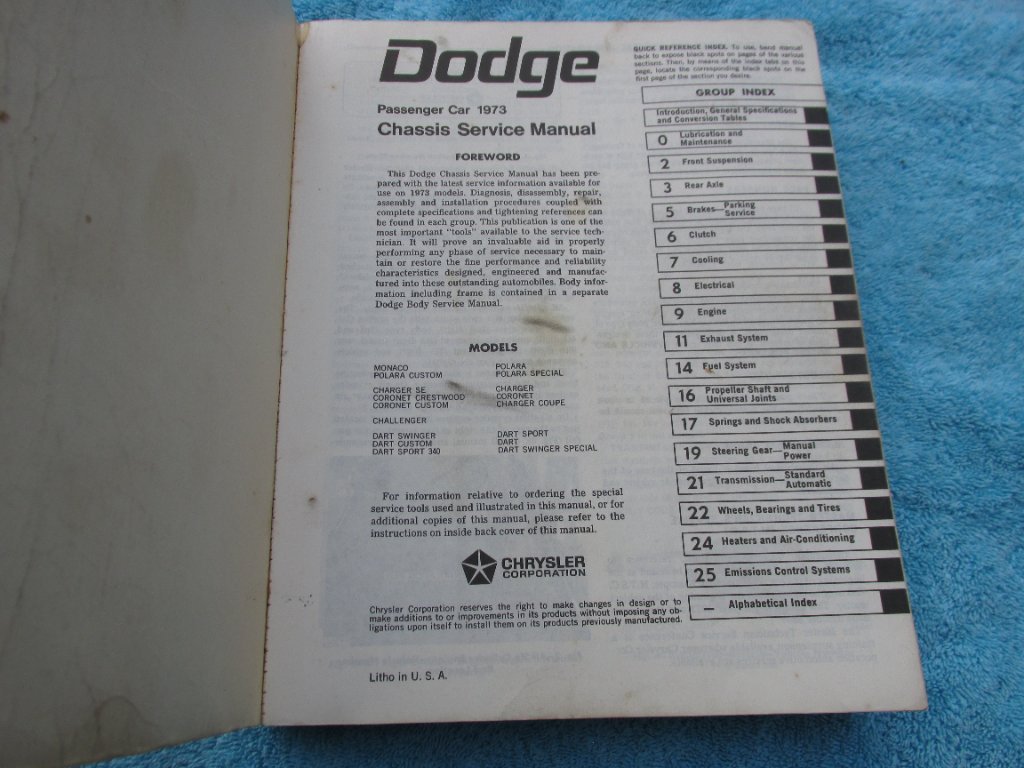 Dodge
Passenger Car 1973
Chassis Service Manual
FOREWORD
This Dodge Chassis Service Manual has been pre-
pared with the latest service information available for
use on 1973 models. Diagnosis, disassembly, repair,
assembly and installation procedures coupled with
complete specifications and tightening references can
be found in each group. This publication is one of the
most important "tools" available to the service tech-
nician. It will prove an invaluable aid in properly
performing any phase of service necessary to main-
tain or restore the fine performance and reliability
characteristics designed, engineered and manufac-
tured into these outstanding automobiles. Body infor-
mation including frame is contained in a separate
Dodge Body Service Manual.
MODELS
MONACO POLARA
POLARA CUSTOM POLARA SPECIAL
CHARGER SE CHARGER
CORONET CRESTWOOD CORONET
CORONET CUSTOM CHARGER COUPE
CHALLENGER
DART SWINGER DART SPORT
DART CUSTOM DART
DART SPORT 340 DART SWINGER SPECIAL
For information relative to ordering the special
service tools used and illustrated in this manual, or for
additional copies of this manual, please refer to the
instructions on inside back cover of this manual.
CHRYSLER
CORPORATION
Chrysler Corporation reserves the right to make changes in design or to
make additions to or improvements in its products without imposing any ob-
ligations upon itself to install them on its products previously manufactured.
Litho in U. S. A.
QUICK REFERENCE INDEX. To use, bend manual
back to expose black spots on pages of the various
sections. Then, by means of the index tabs on this
page, locate the corresponding black spots on the
first page of the section you desire.
GROUP INDEX
Introduction, General Specifications
and Conversion Tables
0 Lubrication and
Maintenance
2 Front Suspension
3 Rear Axle
5 Brakes—Parking
Service
6 Clutch
7 Cooling
8 Electrical
9 Engine
11 Exhaust System
14 Fuel System
16 Propeller Shaft and
Universal Joints
17 Springs and Shock Absorbers
19 Steering Gear—Manual
Power
21 Transmission—Standard
Automatic
22 Wheels, Bearings and Tires
24 Heaters and Air-Conditioning
25 Emissions Control Systems
— Alphabetical Index